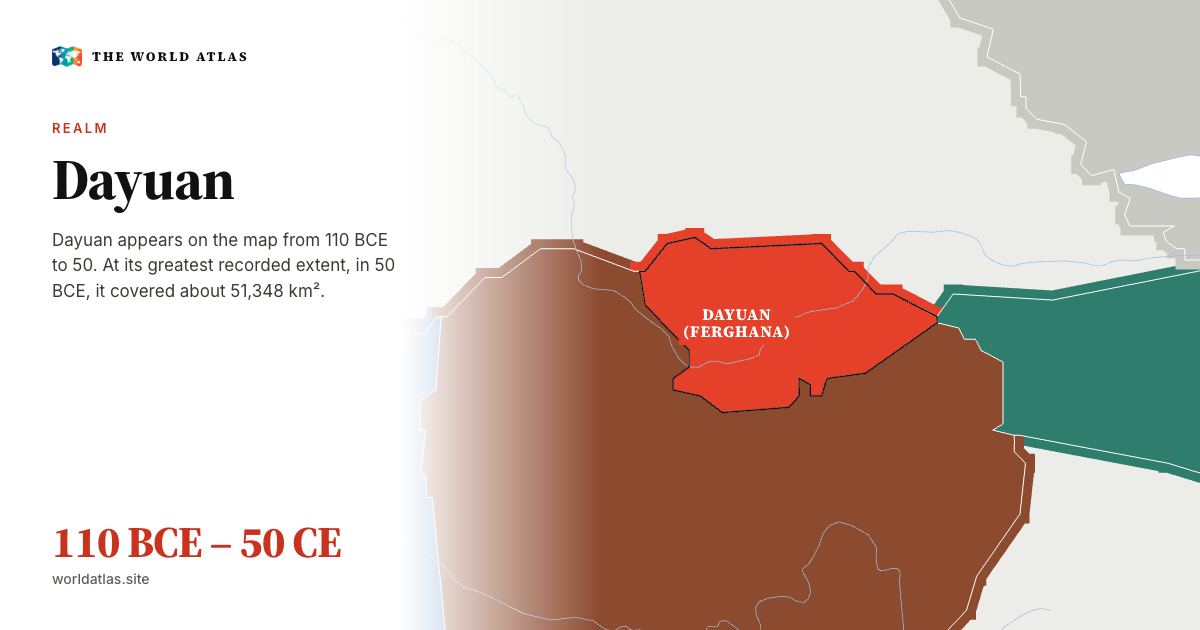 THE WORLD ATLAS
REALM
Dayuan
Dayuan appears on the map from 110 BCE
to 50. At its greatest recorded extent, in 50
BCE, it covered about 51,348 km².
110 BCE – 50 CE
worldatlas.site
DAYUAN
(FERGHANA)